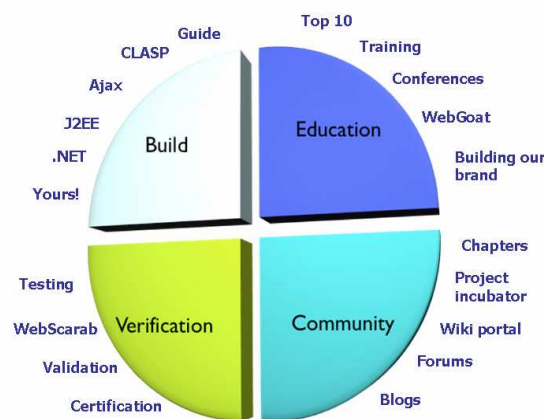 Guide
CLASP
Ajax
J2EE
.NET
Yours!
Build
Top 10
Training
Conferences
WebGoat
Building our
brand
Education
Testing
WebScarab
Validation
Certification
Verification
Chapters
Project
incubator
Wiki portal
Forums
Blogs
Community